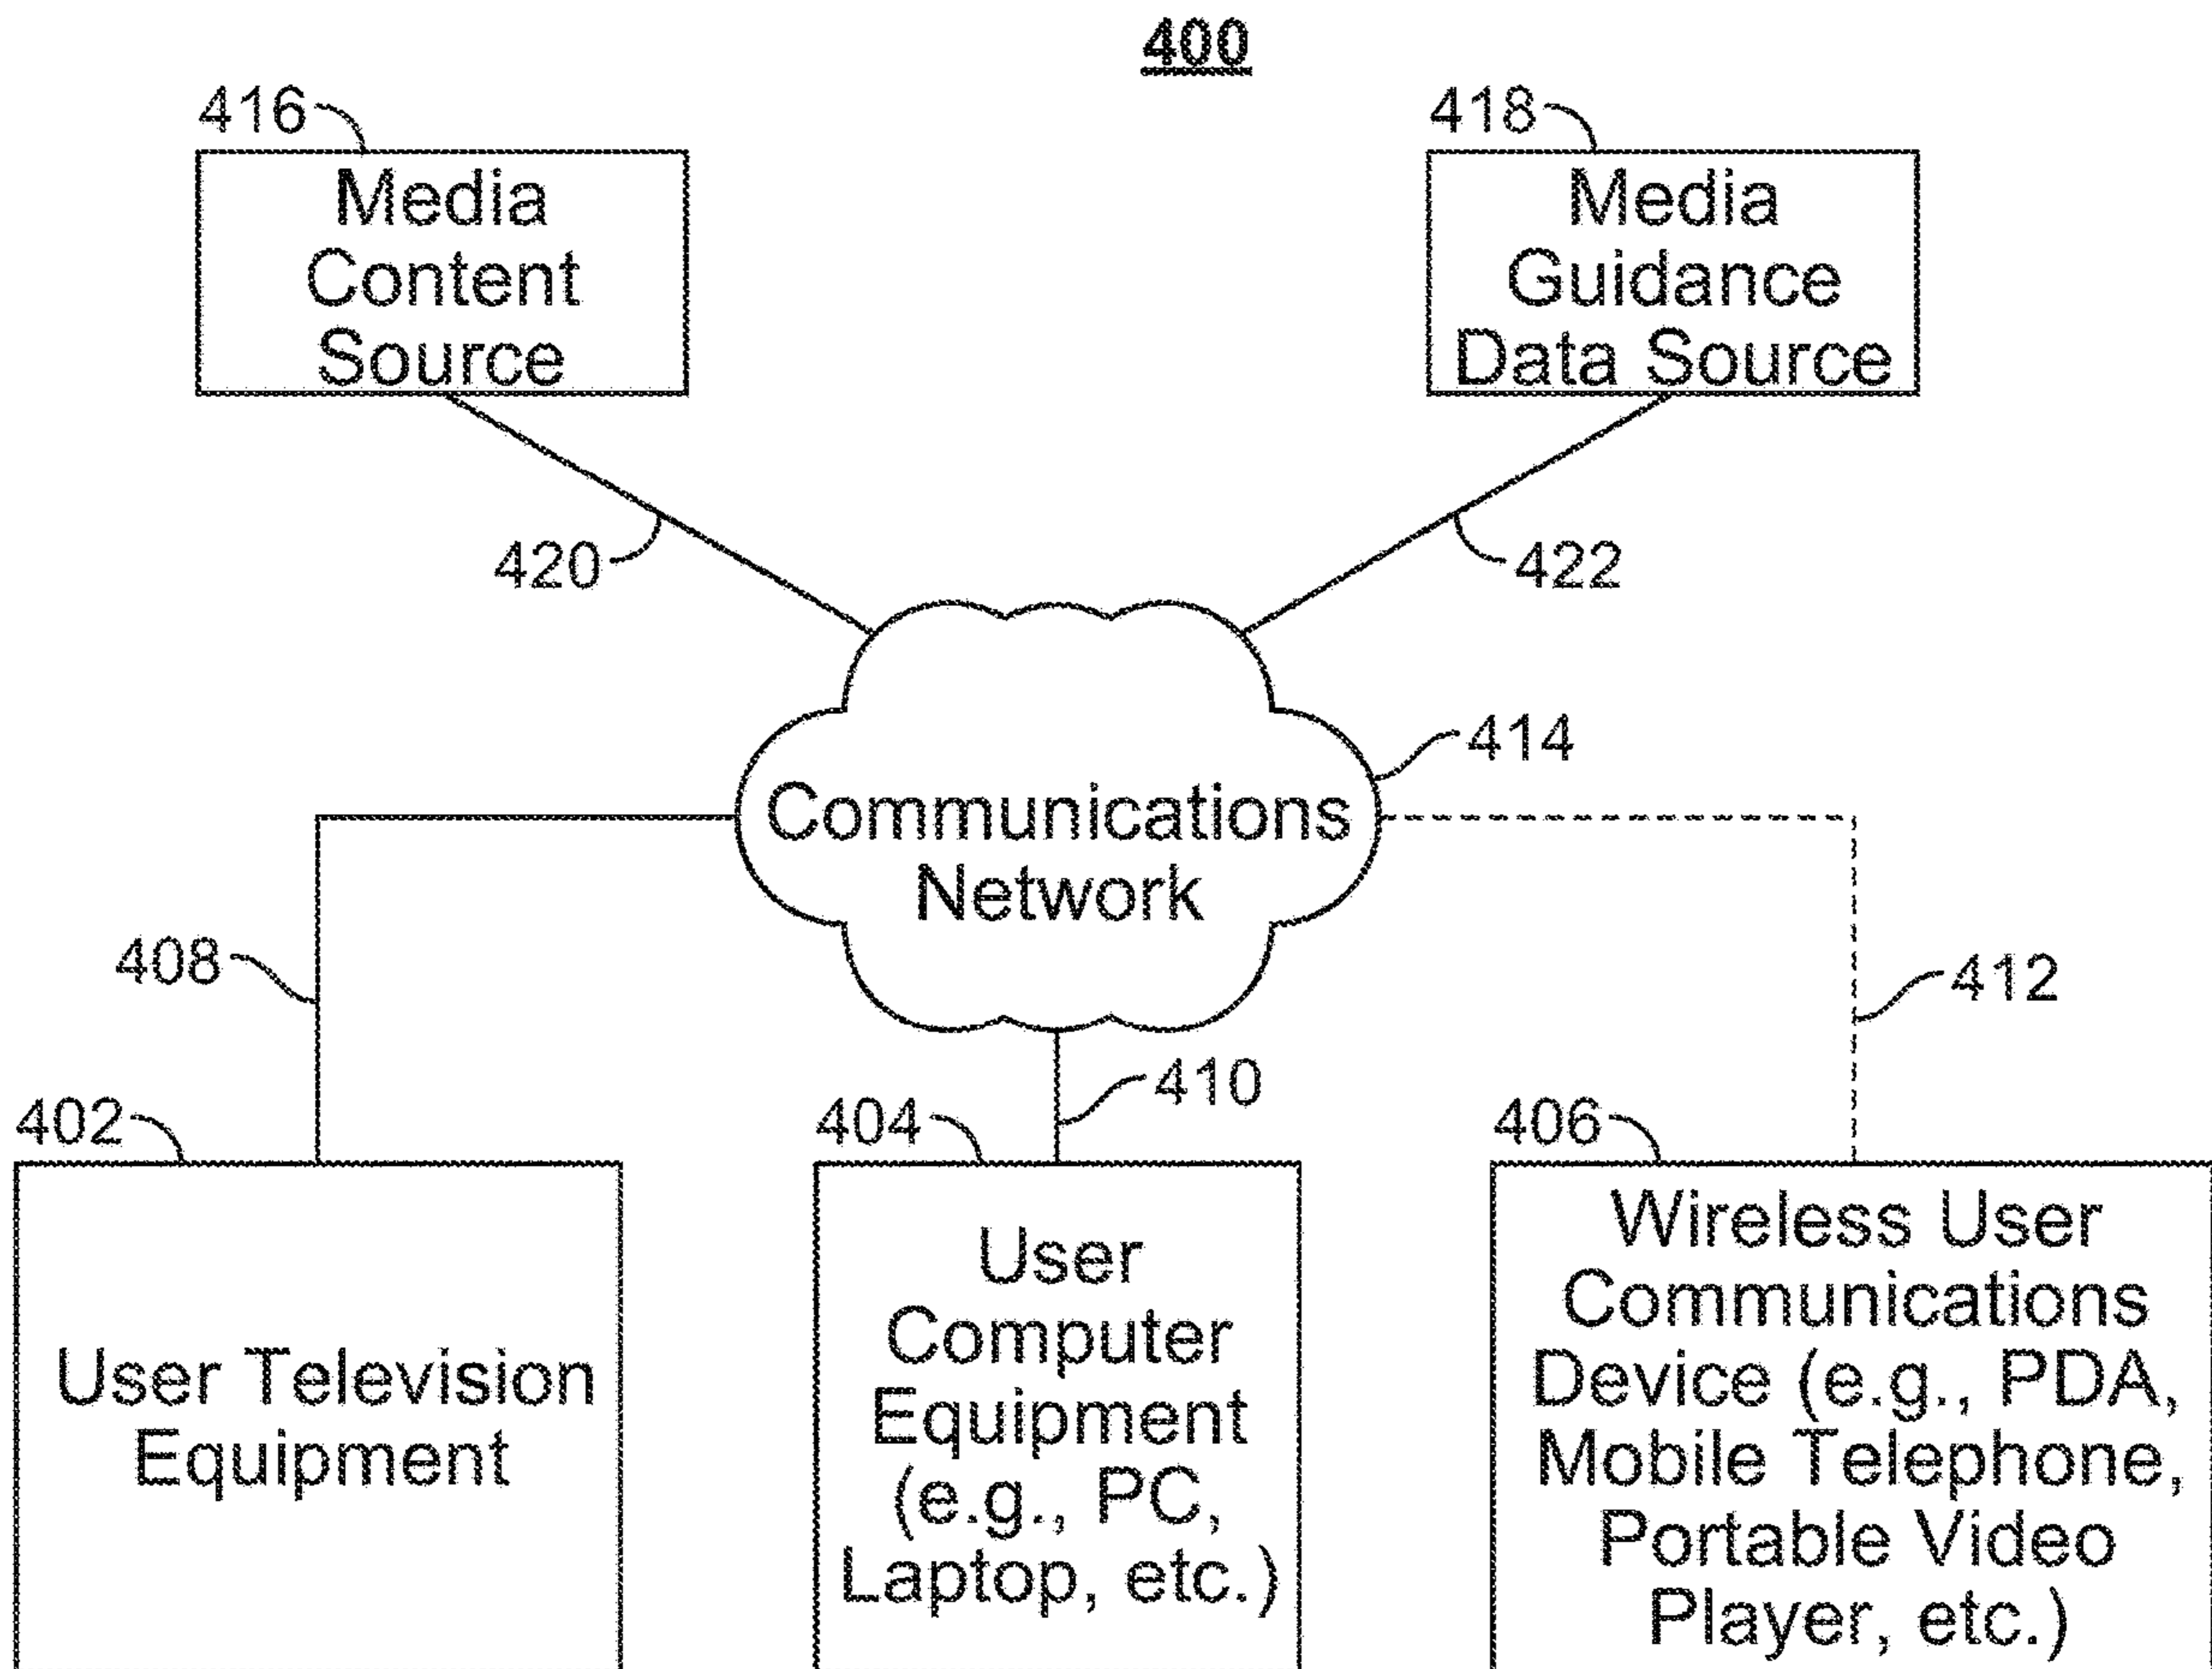 400
416
Media
Content
Source
418
Media
Guidance
Data Source
420
422
414
Communications
Network
408
412
410
402
User Television
Equipment
404
User
Computer
Equipment
(e.g., PC,
Laptop, etc.)
406
Wireless User
Communications
Device (e.g., PDA,
Mobile Telephone,
Portable Video
Player, etc.)